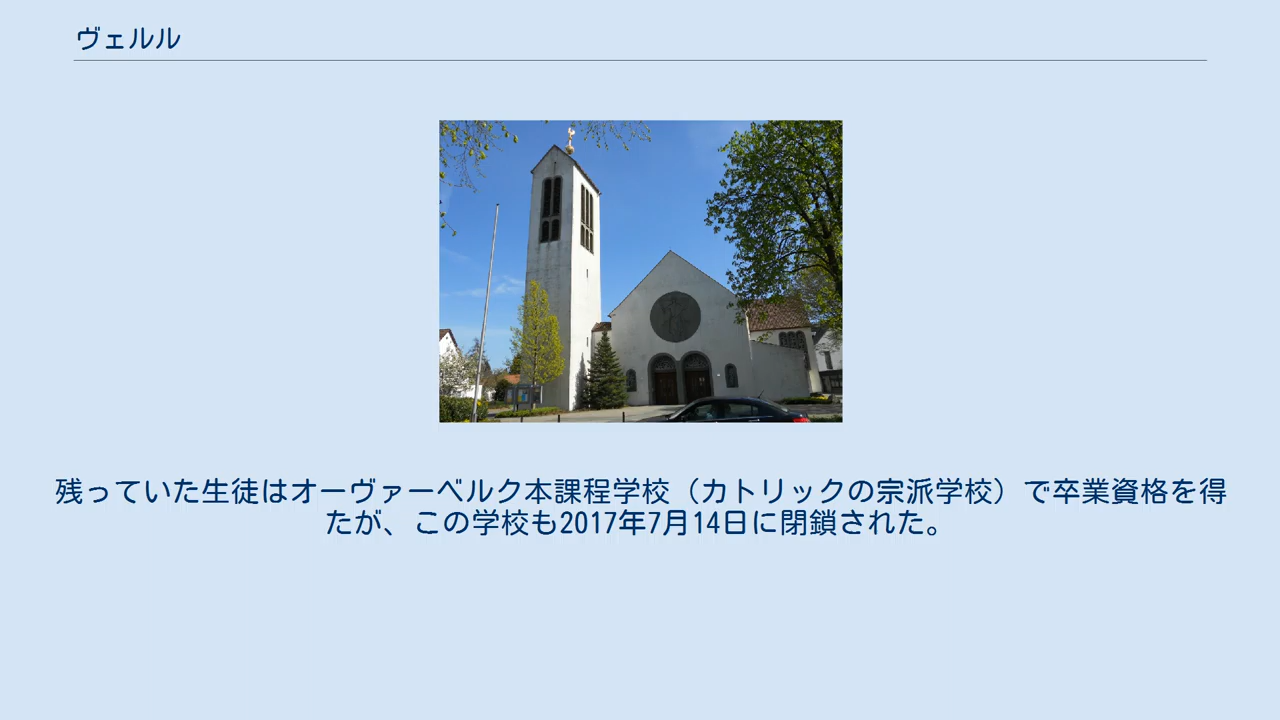 ヴェルル
残っていた生徒はオーヴァーベルク本課程学校（カトリックの宗派学校）で卒業資格を得
たが、この学校も2017年7月14日に閉鎖された。